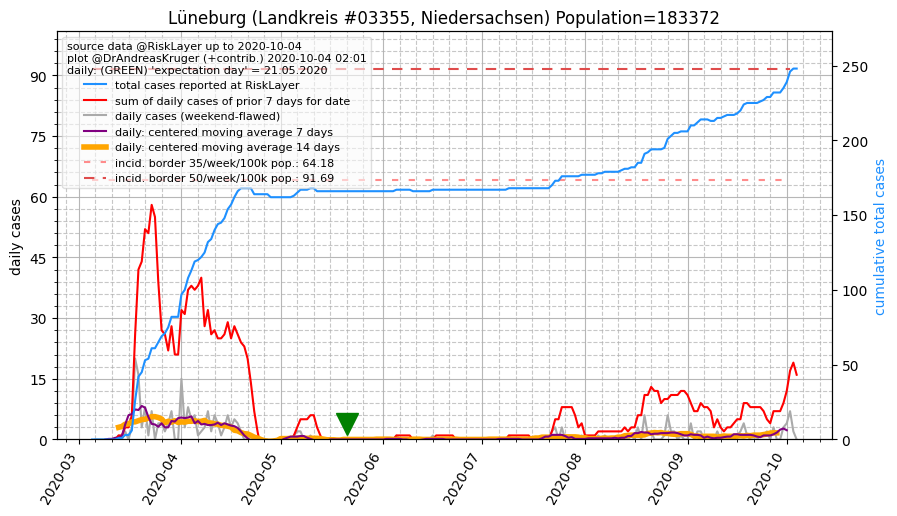 Lüneburg (Landkreis #03355, Niedersachsen) Population=183372
source data @RiskLayer up to 2020-10-04
plot @DrAndreasKruger (+contrib.) 2020-10-04 02:01
daily: (GREEN) 'expectation day' = 21.05.2020
total cases reported at RiskLayer
sum of daily cases of prior 7 days for date
daily cases (weekend-flawed)
daily: centered moving average 7 days
daily: centered moving average 14 days
incid. border 35/week/100k pop.: 64.18
incid. border 50/week/100k pop.: 91.69
daily cases
90
75
60
45
30
15
0
250
200
150
100
50
0
cumulative total cases
2020-03
2020-04
2020-05
2020-06
2020-07
2020-08
2020-09
2020-10